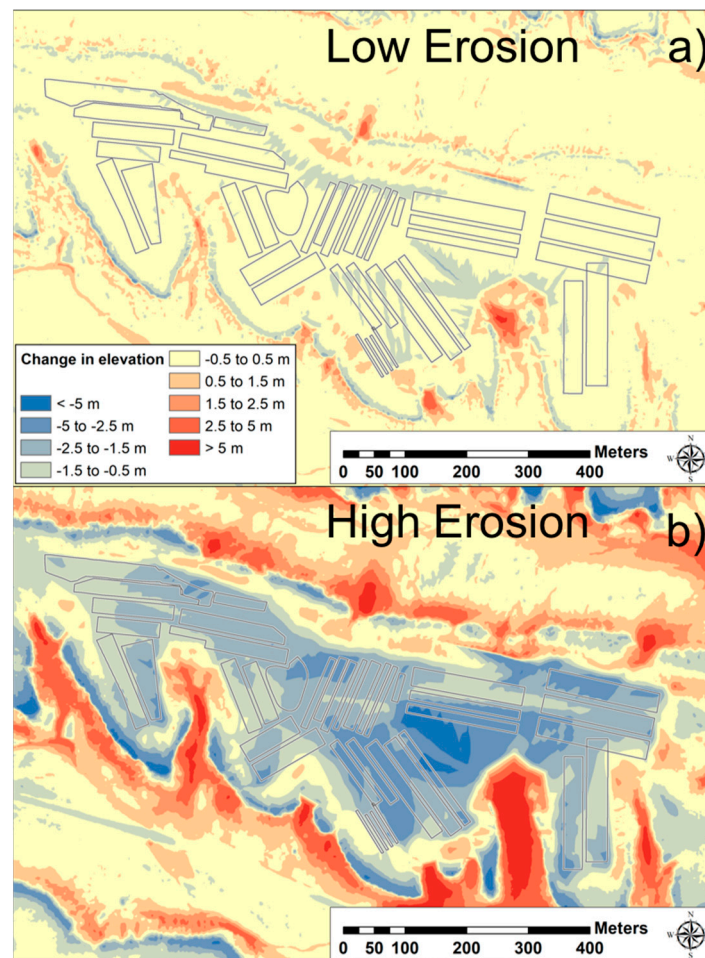 Low Erosion
a)
Change in elevation
< -5 m
-5 to -2.5 m
-2.5 to -1.5 m
-1.5 to -0.5 m
-0.5 to 0.5 m
0.5 to 1.5 m
1.5 to 2.5 m
2.5 to 5 m
> 5 m
Meters
0 50 100 200 300 400
N
W E
S
High Erosion
b)
Meters
0 50 100 200 300 400
N
W E
S